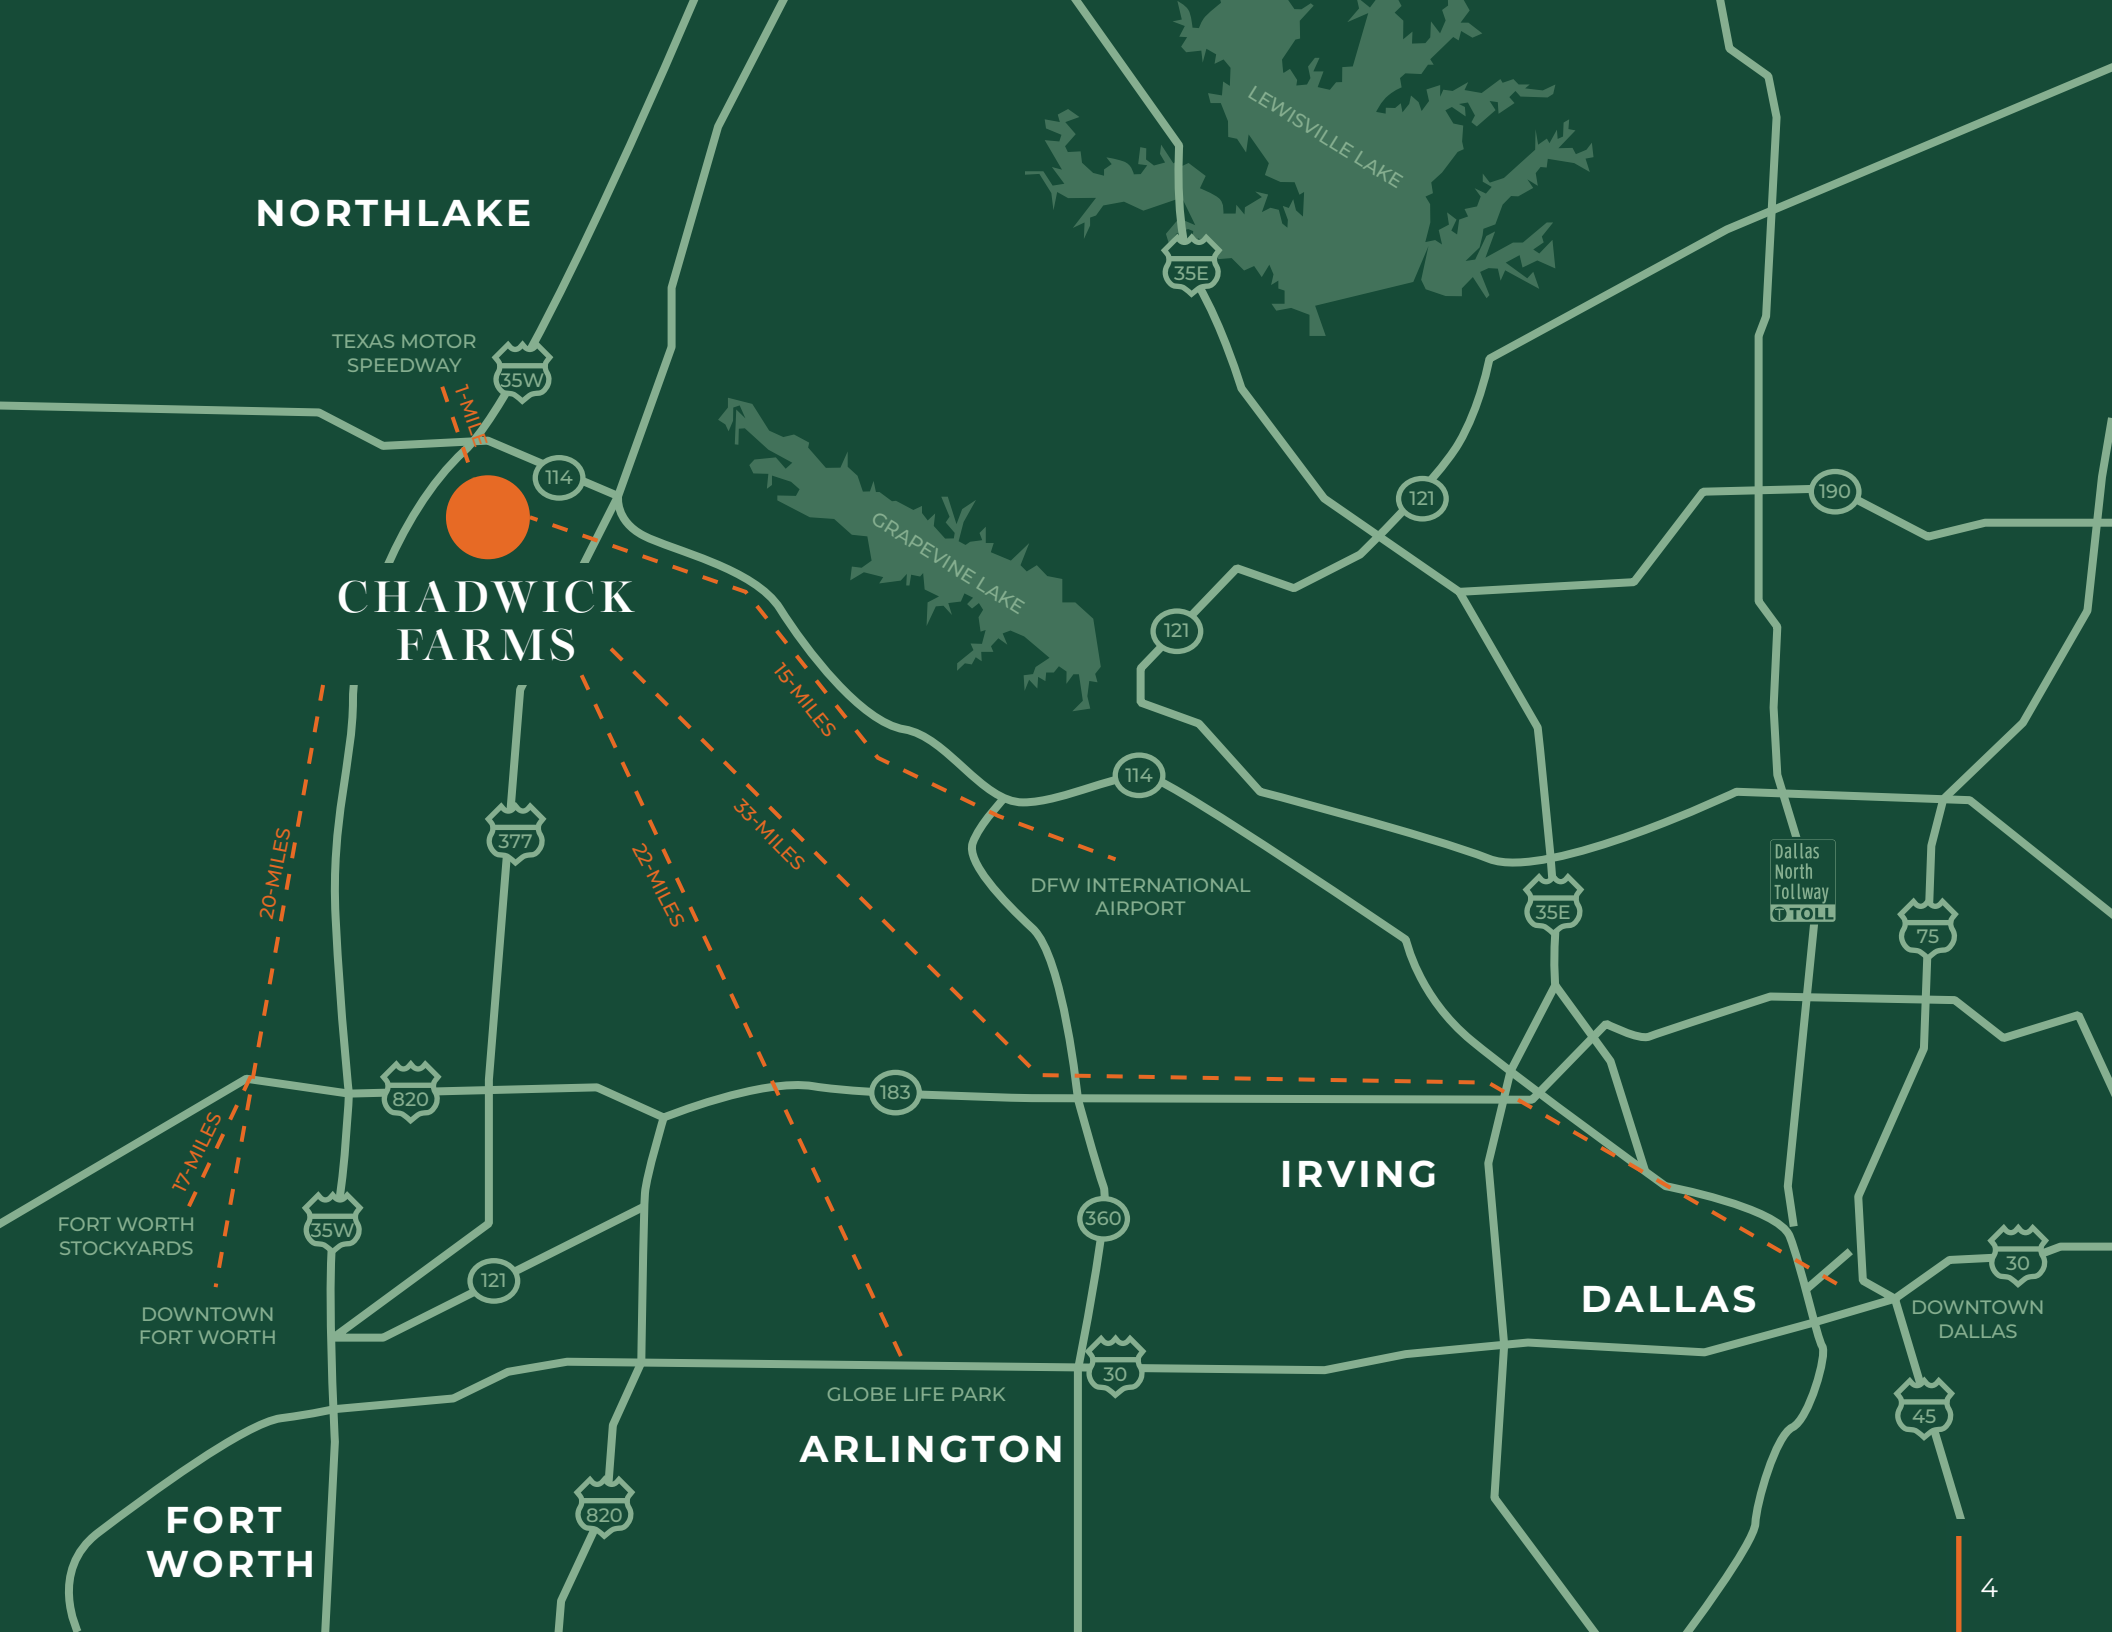 LEWISVILLE LAKE
NORTHLAKE
35E
TEXAS MOTOR
SPEEDWAY
35W
1-MILE
114
121
190
GRAPEVINE LAKE
CHADWICK
FARMS
121
15-MILES
114
33-MILES
377
20-MILES
22-MILES
DFW INTERNATIONAL
AIRPORT
35E
Dallas
North
Tollway
TOLL
75
820
183
17-MILES
IRVING
FORT WORTH
STOCKYARDS
35W
360
121
30
DALLAS
DOWNTOWN
DALLAS
DOWNTOWN
FORT WORTH
30
GLOBE LIFE PARK
45
ARLINGTON
820
FORT
WORTH
4